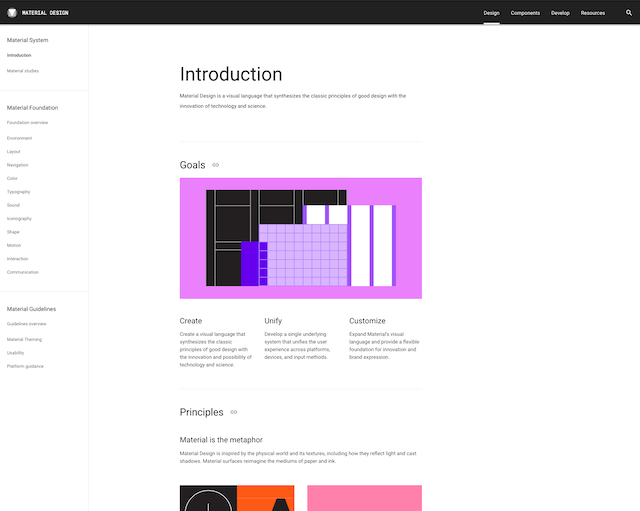 MATERIAL DESIGN
Design
Components
Develop
Resources
Material System
Introduction
Material studies
Material Foundation
Foundation overview
Environment
Layout
Navigation
Color
Typography
Sound
Iconography
Shape
Motion
Interaction
Communication
Material Guidelines
Guidelines overview
Material Theming
Usability
Platform guidance
Introduction
Material Design is a visual language that synthesizes the classic principles of good design with the
innovation of technology and science.
Goals
Create
Create a visual language that
synthesizes the classic
principles of good design with
the innovation and possibility of
technology and science.
Unify
Develop a single underlying
system that unifies the user
experience across platforms,
devices, and input methods.
Customize
Expand Material's visual
language and provide a flexible
foundation for innovation and
brand expression.
Principles
Material is the metaphor
Material Design is inspired by the physical world and its textures, including how they reflect light and cast
shadows. Material surfaces reimagine the mediums of paper and ink.